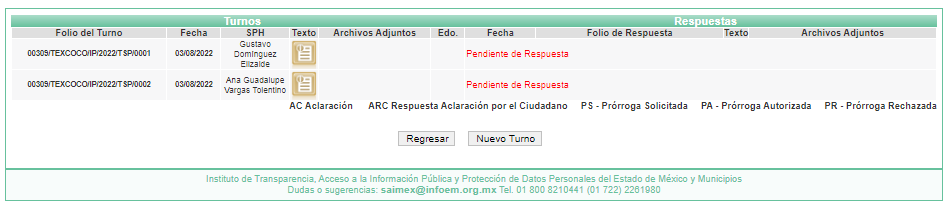 Turnos Respuestas
Folio del Turno Fecha SPH Texto Archivos Adjuntos Edo. Fecha Folio de Respuesta Texto Archivos Adjuntos
00309/TEXCOCO/IP/2022/TSP/0001 03/08/2022 Gustavo Domínguez Elizalde Pendiente de Respuesta
00309/TEXCOCO/IP/2022/TSP/0002 03/08/2022 Ana Guadalupe Vargas Tolentino Pendiente de Respuesta
AC Aclaración ARC Respuesta Aclaración por el Ciudadano PS - Prórroga Solicitada PA - Prórroga Autorizada PR - Prórroga Rechazada
Regresar Nuevo Turno
Instituto de Transparencia, Acceso a la Información Pública y Protección de Datos Personales del Estado de México y Municipios
Dudas o sugerencias: saimex@infoem.org.mx Tel. 01 800 8210441 (01 722) 2261980